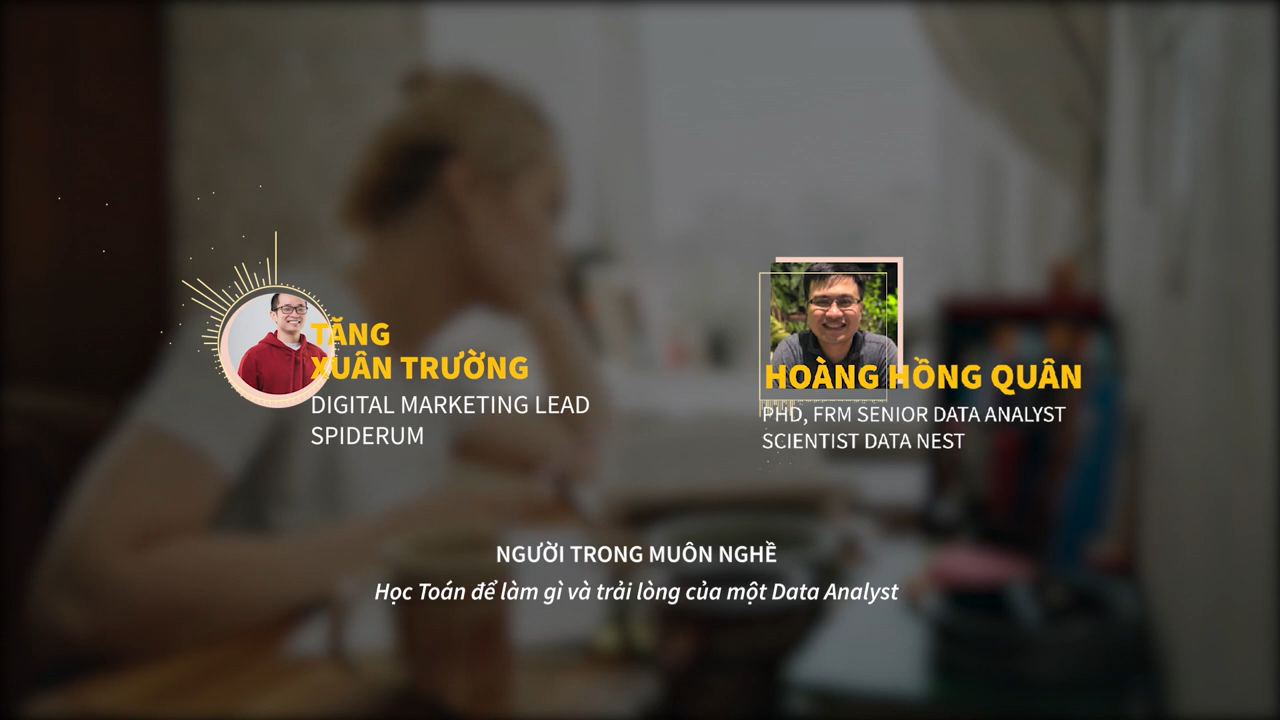 TĂNG
XUÂN TRƯỜNG
DIGITAL MARKETING LEAD
SPIDERUM
HOÀNG HỒNG QUÂN
PHD, FRM SENIOR DATA ANALYST
SCIENTIST DATA NEST
NGƯỜI TRONG MUÔN NGHỀ
Học Toán để làm gì và trải lòng của một Data Analyst